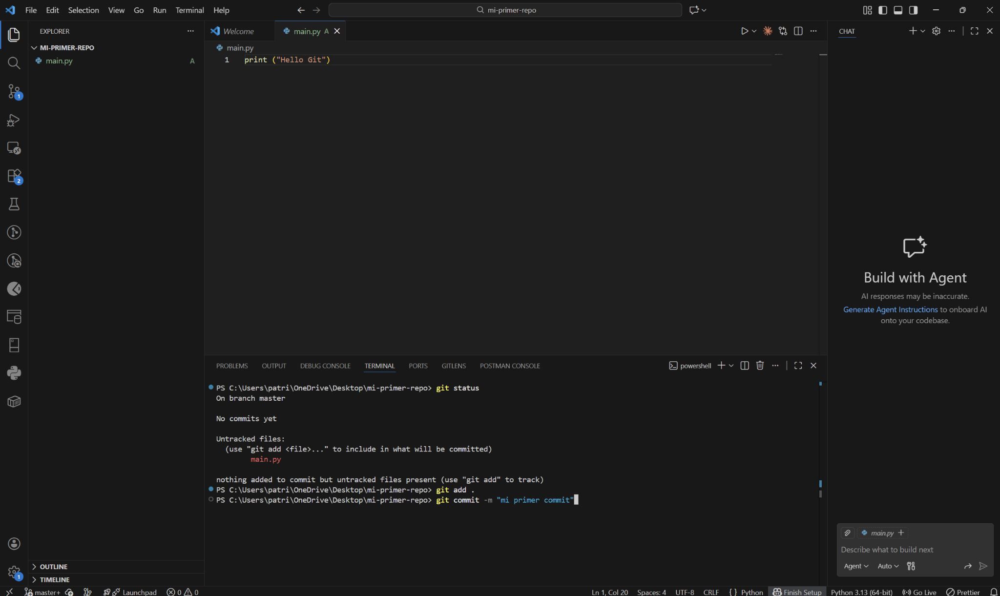 File Edit Selection View Go Run Terminal Help
mi-primer-repo
EXPLORER
MI-PRIMER-REPO
main.py A
1
2
1
OUTLINE
TIMELINE
Welcome
main.py A
main.py
1 print ("Hello Git")
PROBLEMS OUTPUT DEBUG CONSOLE TERMINAL PORTS GITLENS POSTMAN CONSOLE
powershell
PS C:\Users\patri\OneDrive\Desktop\mi-primer-repo> git status
On branch master
No commits yet
Untracked files:
(use "git add <file>..." to include in what will be committed)
main.py
nothing added to commit but untracked files present (use "git add" to track)
PS C:\Users\patri\OneDrive\Desktop\mi-primer-repo> git add .
PS C:\Users\patri\OneDrive\Desktop\mi-primer-repo> git commit -m "mi primer commit"
CHAT
Build with Agent
AI responses may be inaccurate.
Generate Agent Instructions to onboard AI
onto your codebase.
main.py
Describe what to build next
Agent Auto
master+ Launchpad 0 0
Ln 1, Col 20 Spaces: 4 UTF-8 CRLF { } Python Finish Setup Python 3.13 (64-bit) Go Live Prettier